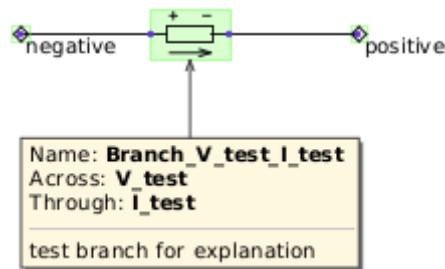 + −
negative
positive
Name: Branch_V_test_I_test
Across: V_test
Through: I_test
test branch for explanation